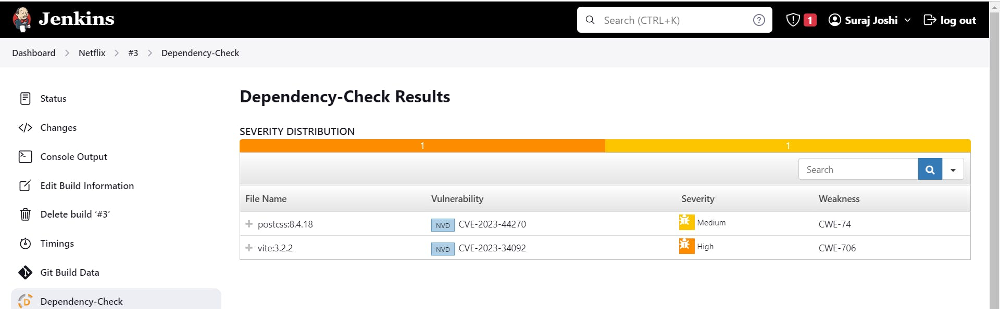 Jenkins
Search (CTRL+K)
?
1
Suraj Joshi
log out
Dashboard
Netflix
#3
Dependency-Check
Status
Changes
Console Output
Edit Build Information
Delete build ‘#3’
Timings
Git Build Data
D Dependency-Check
Dependency-Check Results
SEVERITY DISTRIBUTION
1 1
Search
File Name Vulnerability Severity Weakness
postcss:8.4.18 NVD CVE-2023-44270 Medium CWE-74
vite:3.2.2 NVD CVE-2023-34092 High CWE-706